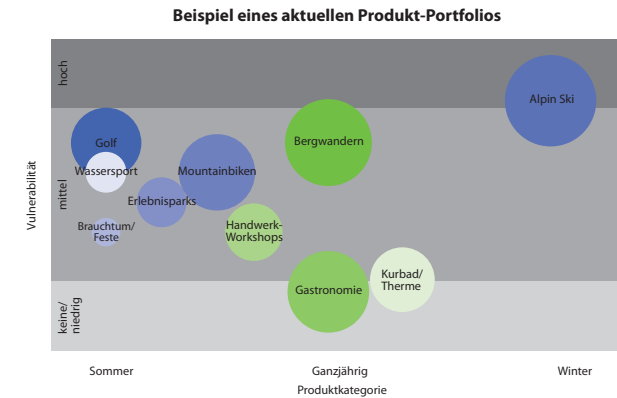 Beispiel eines aktuellen Produkt-Portfolios
hoch
Alpin Ski
Golf
Bergwandern
Wassersport
Mountainbiken
Vulnerabilität
mittel
Erlebnisparks
Brauchtum/
Feste
Handwerk-
Workshops
Kurbad/
Therme
Gastronomie
keine/
niedrig
Sommer
Ganzjährig
Winter
Produktkategorie